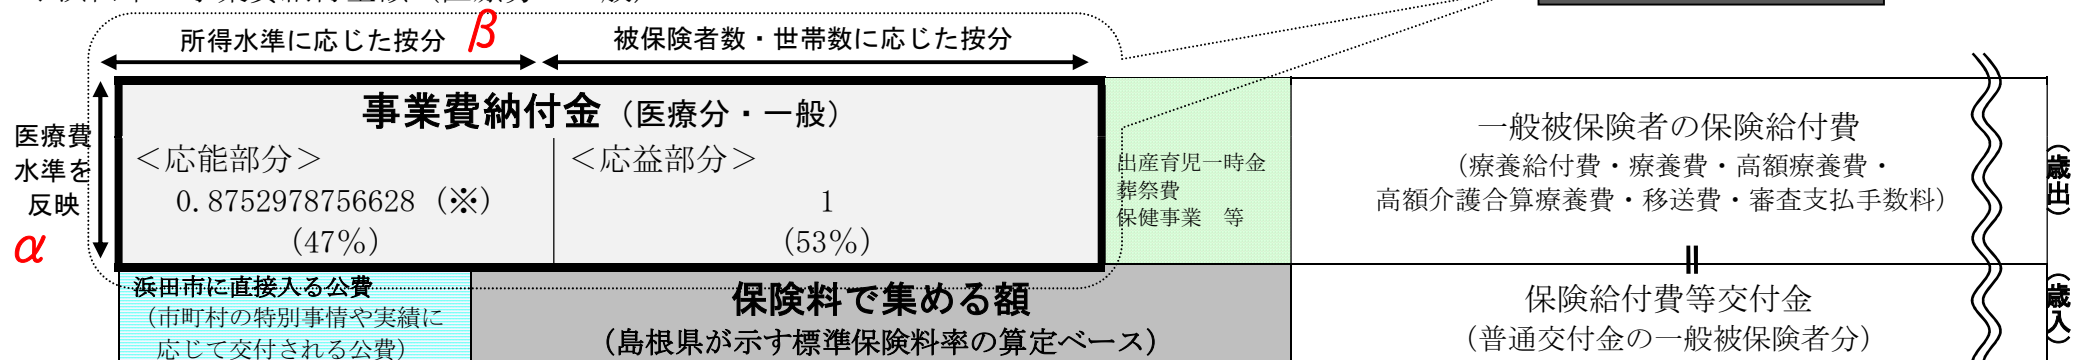 所得水準に応じた按分
β
被保険者数・世帯数に応じた按分
事業費納付金（医療分・一般）
医療費
水準を
反映
α
＜応能部分＞
0.8752978756628（※）
(47%)
＜応益部分＞
1
(53%)
出産育児一時金
葬祭費
保健事業　等
一般被保険者の保険給付費
（療養給付費・療養費・高額療養費・
高額介護合算療養費・移送費・審査支払手数料）
（歳出）
浜田市に直接入る公費
（市町村の特別事情や実績に
応じて交付される公費）
保険料で集める額
（島根県が示す標準保険料率の算定ベース）
＝
保険給付費等交付金
（普通交付金の一般被保険者分）
（歳入）